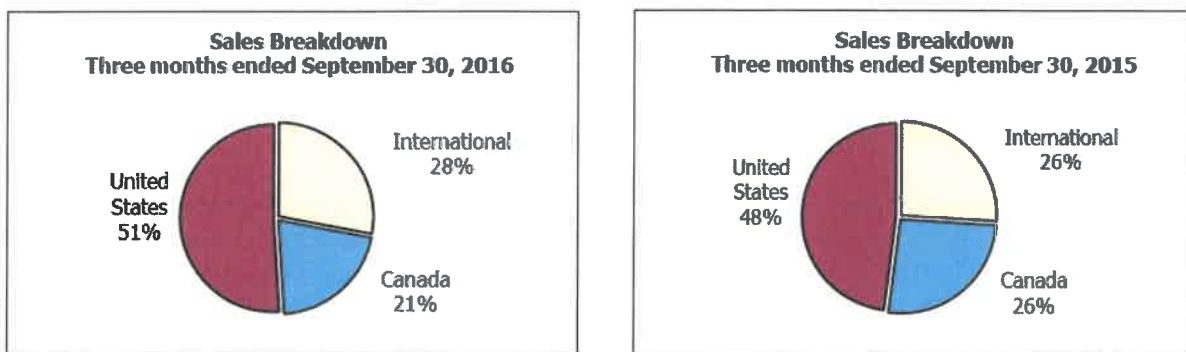 Sales Breakdown
Three months ended September 30, 2016
International
28%
United
States
51%
Canada
21%
Sales Breakdown
Three months ended September 30, 2015
International
26%
United
States
48%
Canada
26%